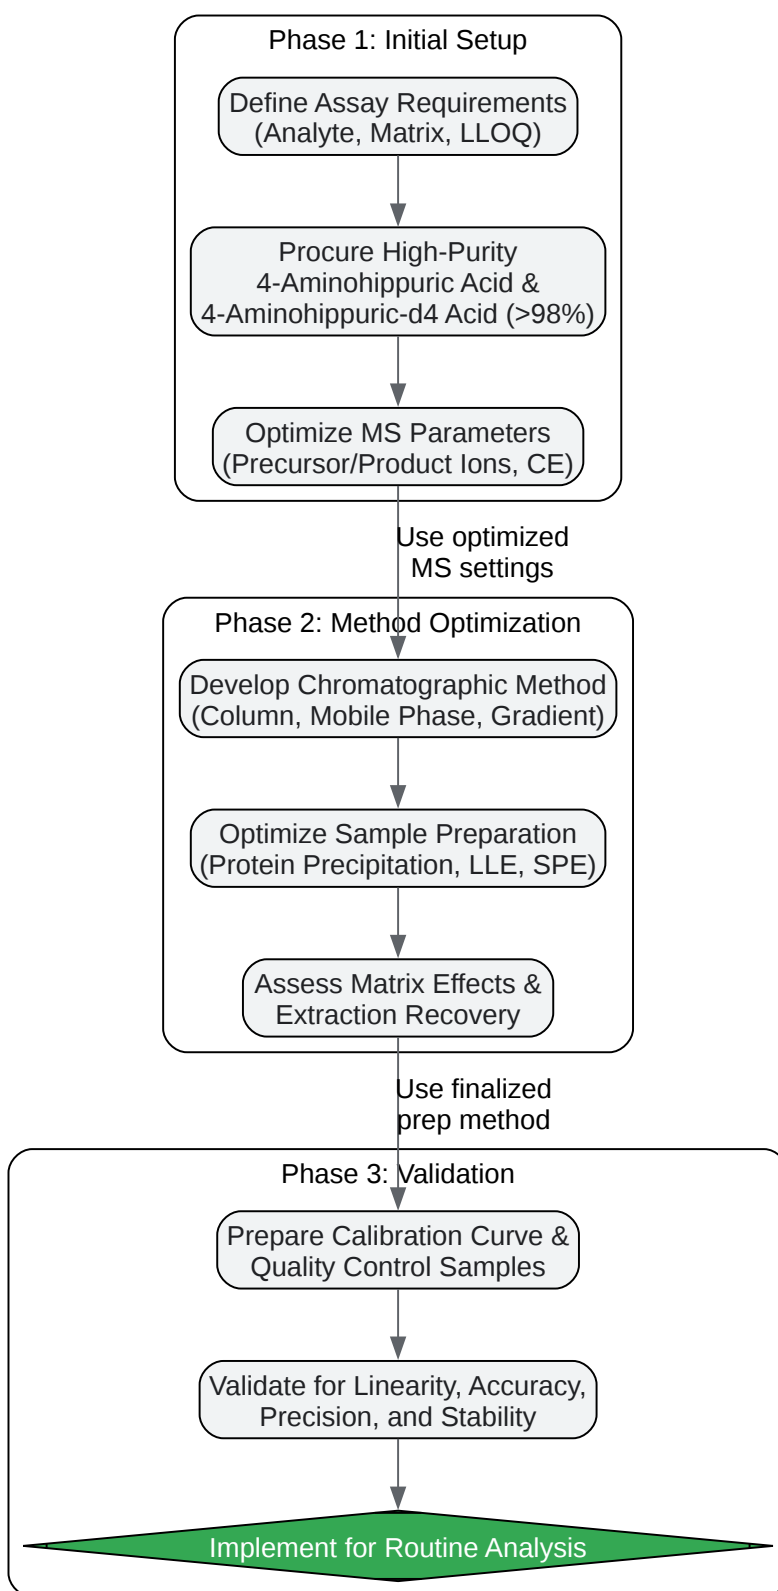 Phase 1: Initial Setup
Define Assay Requirements
(Analyte, Matrix, LLOQ)
Procure High-Purity
4-Aminohippuric Acid &
4-Aminohippuric-d4 Acid (>98%)
Optimize MS Parameters
(Precursor/Product Ions, CE)
Use optimized
MS settings
Phase 2: Method Optimization
Develop Chromatographic Method
(Column, Mobile Phase, Gradient)
Optimize Sample Preparation
(Protein Precipitation, LLE, SPE)
Assess Matrix Effects &
Extraction Recovery
Use finalized
prep method
Phase 3: Validation
Prepare Calibration Curve &
Quality Control Samples
Validate for Linearity, Accuracy,
Precision, and Stability
Implement for Routine Analysis